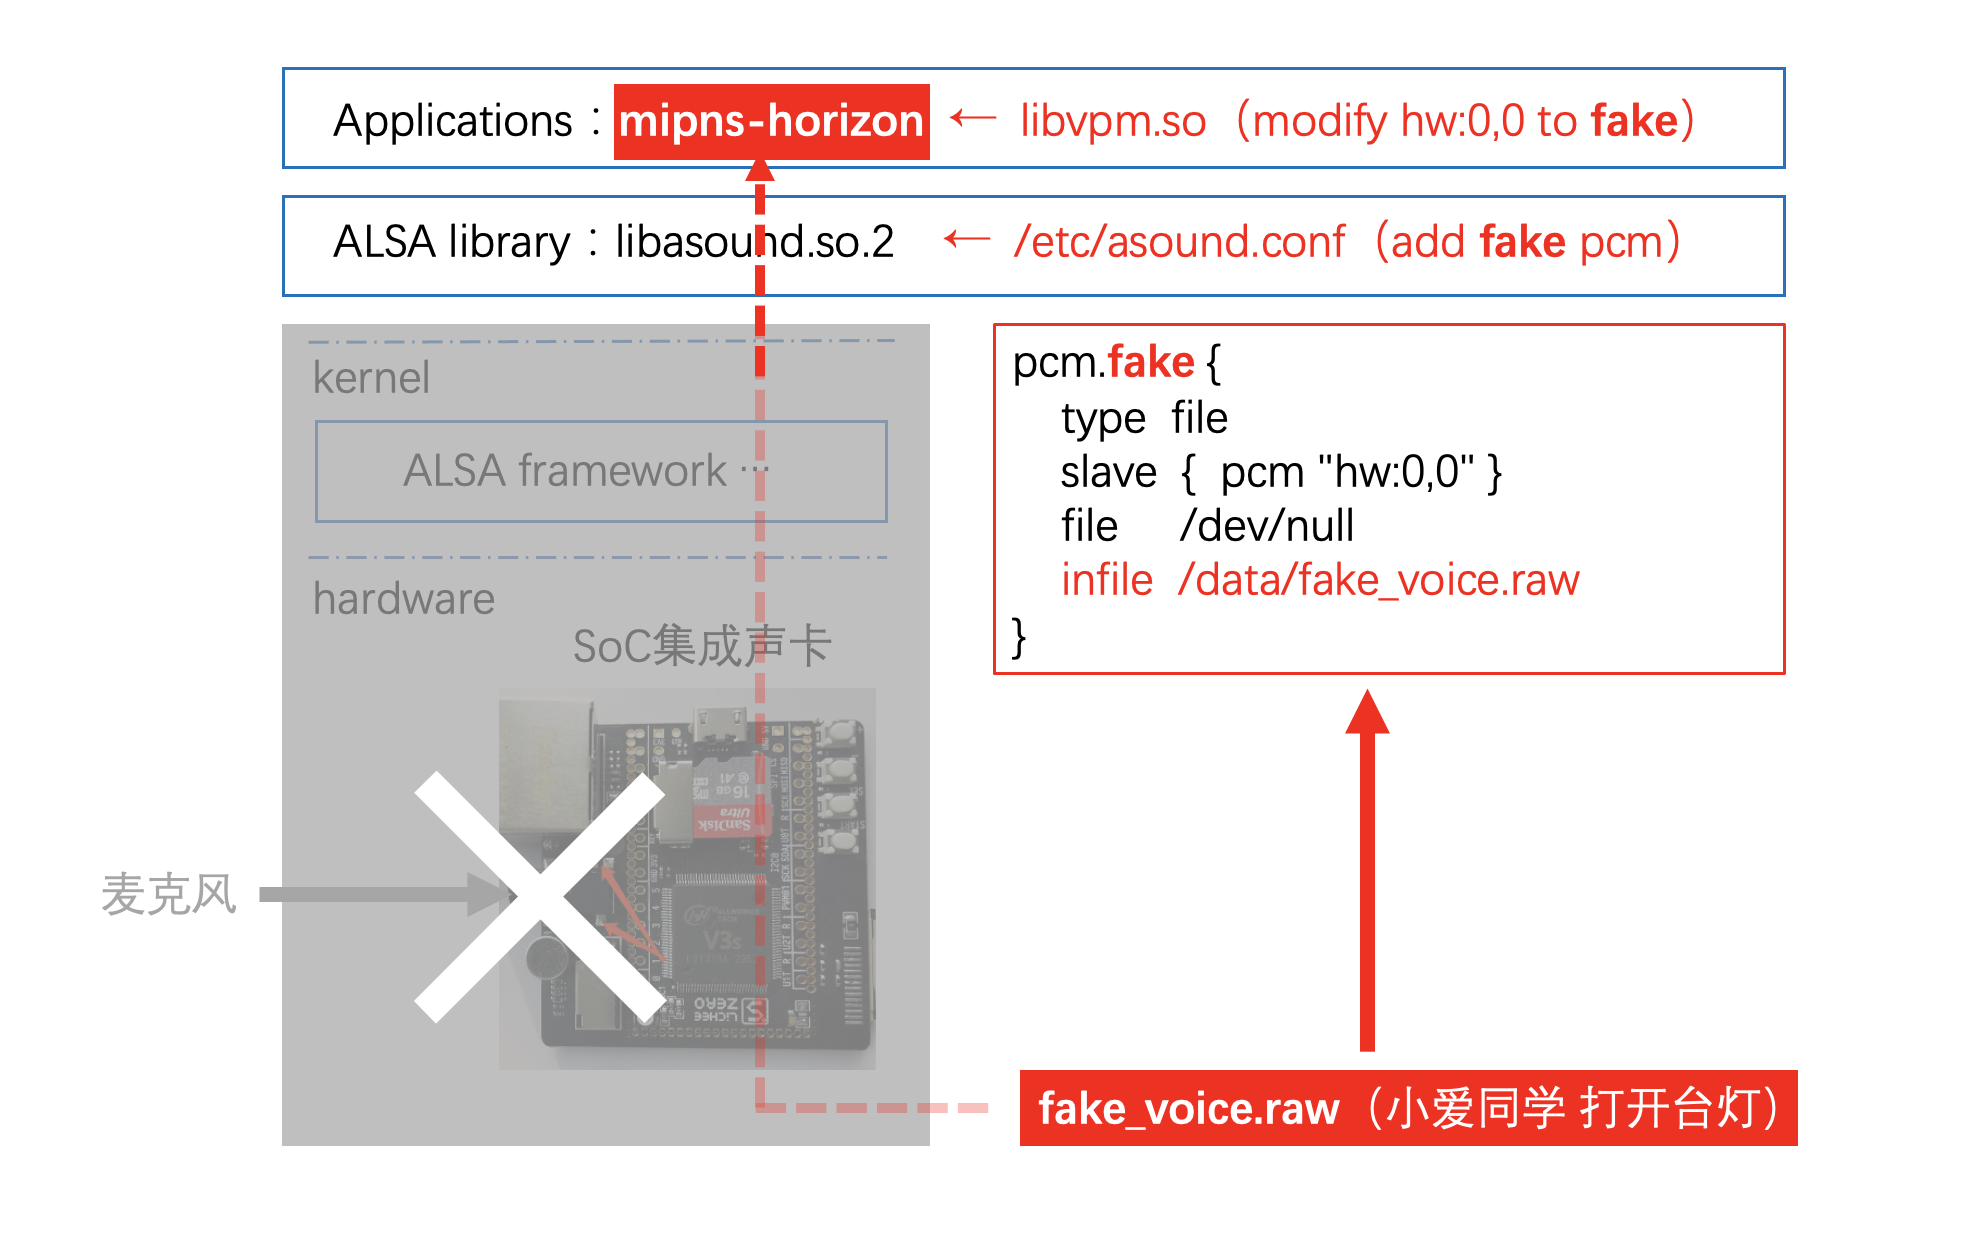 Applications：mipns-horizon ← libvpm.so（modify hw:0,0 to fake）
ALSA library：libasound.so.2 ← /etc/asound.conf（add fake pcm）
kernel
ALSA framework ···
hardware
SoC集成声卡
pcm.fake {
type file
slave { pcm "hw:0,0" }
file /dev/null
infile /data/fake_voice.raw
}
16 GB
Ultra
SanDisk
V3s
LiCHEE
ZERO
麦克风
fake_voice.raw（小爱同学 打开台灯）